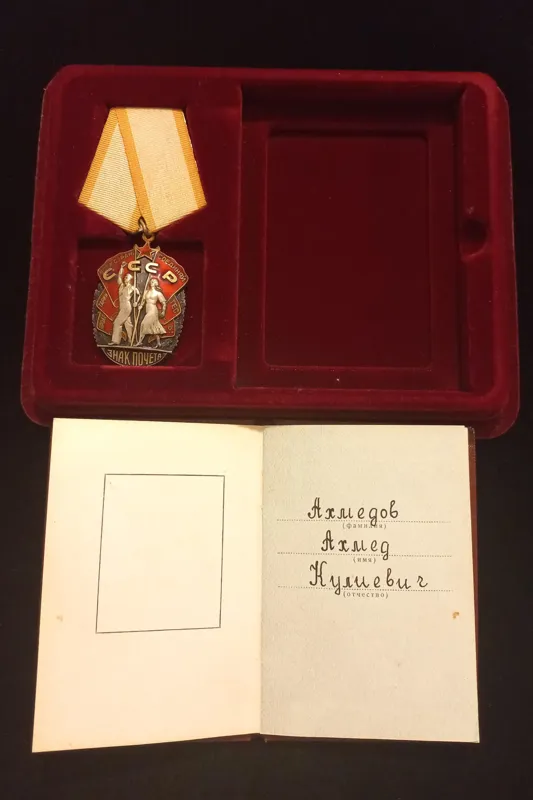 СССР
ЗНАК ПОЧЕТА
Ахмедов
(фамилия)
Ахмед
(имя)
Кулиевич
(отчество)